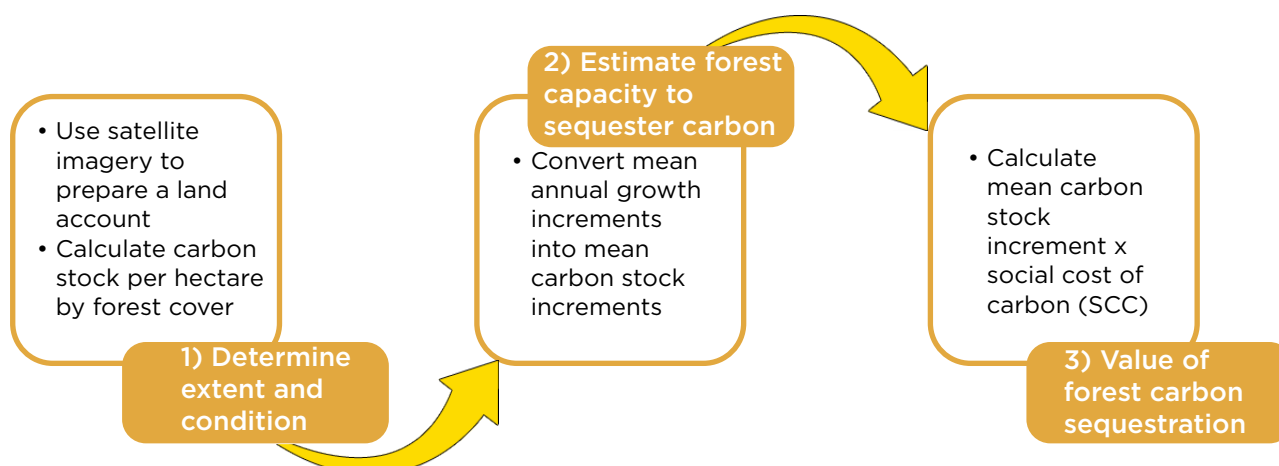 • Use satellite
imagery to
prepare a land
account
• Calculate carbon
stock per hectare
by forest cover
1) Determine
extent and
condition
2) Estimate forest
capacity to
sequester carbon
• Convert mean
annual growth
increments
into mean
carbon stock
increments
• Calculate
mean carbon
stock
increment x
social cost of
carbon (SCC)
3) Value of
forest carbon
sequestration